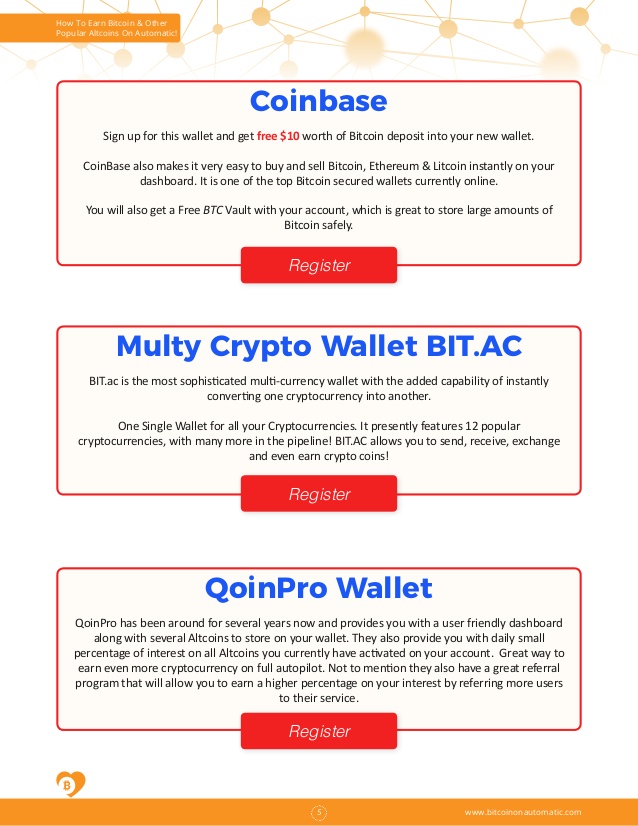 How To Earn Bitcoin & Other
Popular Altcoins On Automatic!
Coinbase
Sign up for this wallet and get free $10 worth of Bitcoin deposit into your new wallet.
CoinBase also makes it very easy to buy and sell Bitcoin, Ethereum & Litcoin instantly on your
dashboard. It is one of the top Bitcoin secured wallets currently online.
You will also get a Free BTC Vault with your account, which is great to store large amounts of
Bitcoin safely.
Register
Multy Crypto Wallet BIT.AC
BIT.ac is the most sophisticated multi-currency wallet with the added capability of instantly
converting one cryptocurrency into another.
One Single Wallet for all your Cryptocurrencies. It presently features 12 popular
cryptocurrencies, with many more in the pipeline! BIT.AC allows you to send, receive, exchange
and even earn crypto coins!
Register
QoinPro Wallet
QoinPro has been around for several years now and provides you with a user friendly dashboard
along with several Altcoins to store on your wallet. They also provide you with daily small
percentage of interest on all Altcoins you currently have activated on your account. Great way to
earn even more cryptocurrency on full autopilot. Not to mention they also have a great referral
program that will allow you to earn a higher percentage on your interest by referring more users
to their service.
Register
5
www.bitcoinonautomatic.com